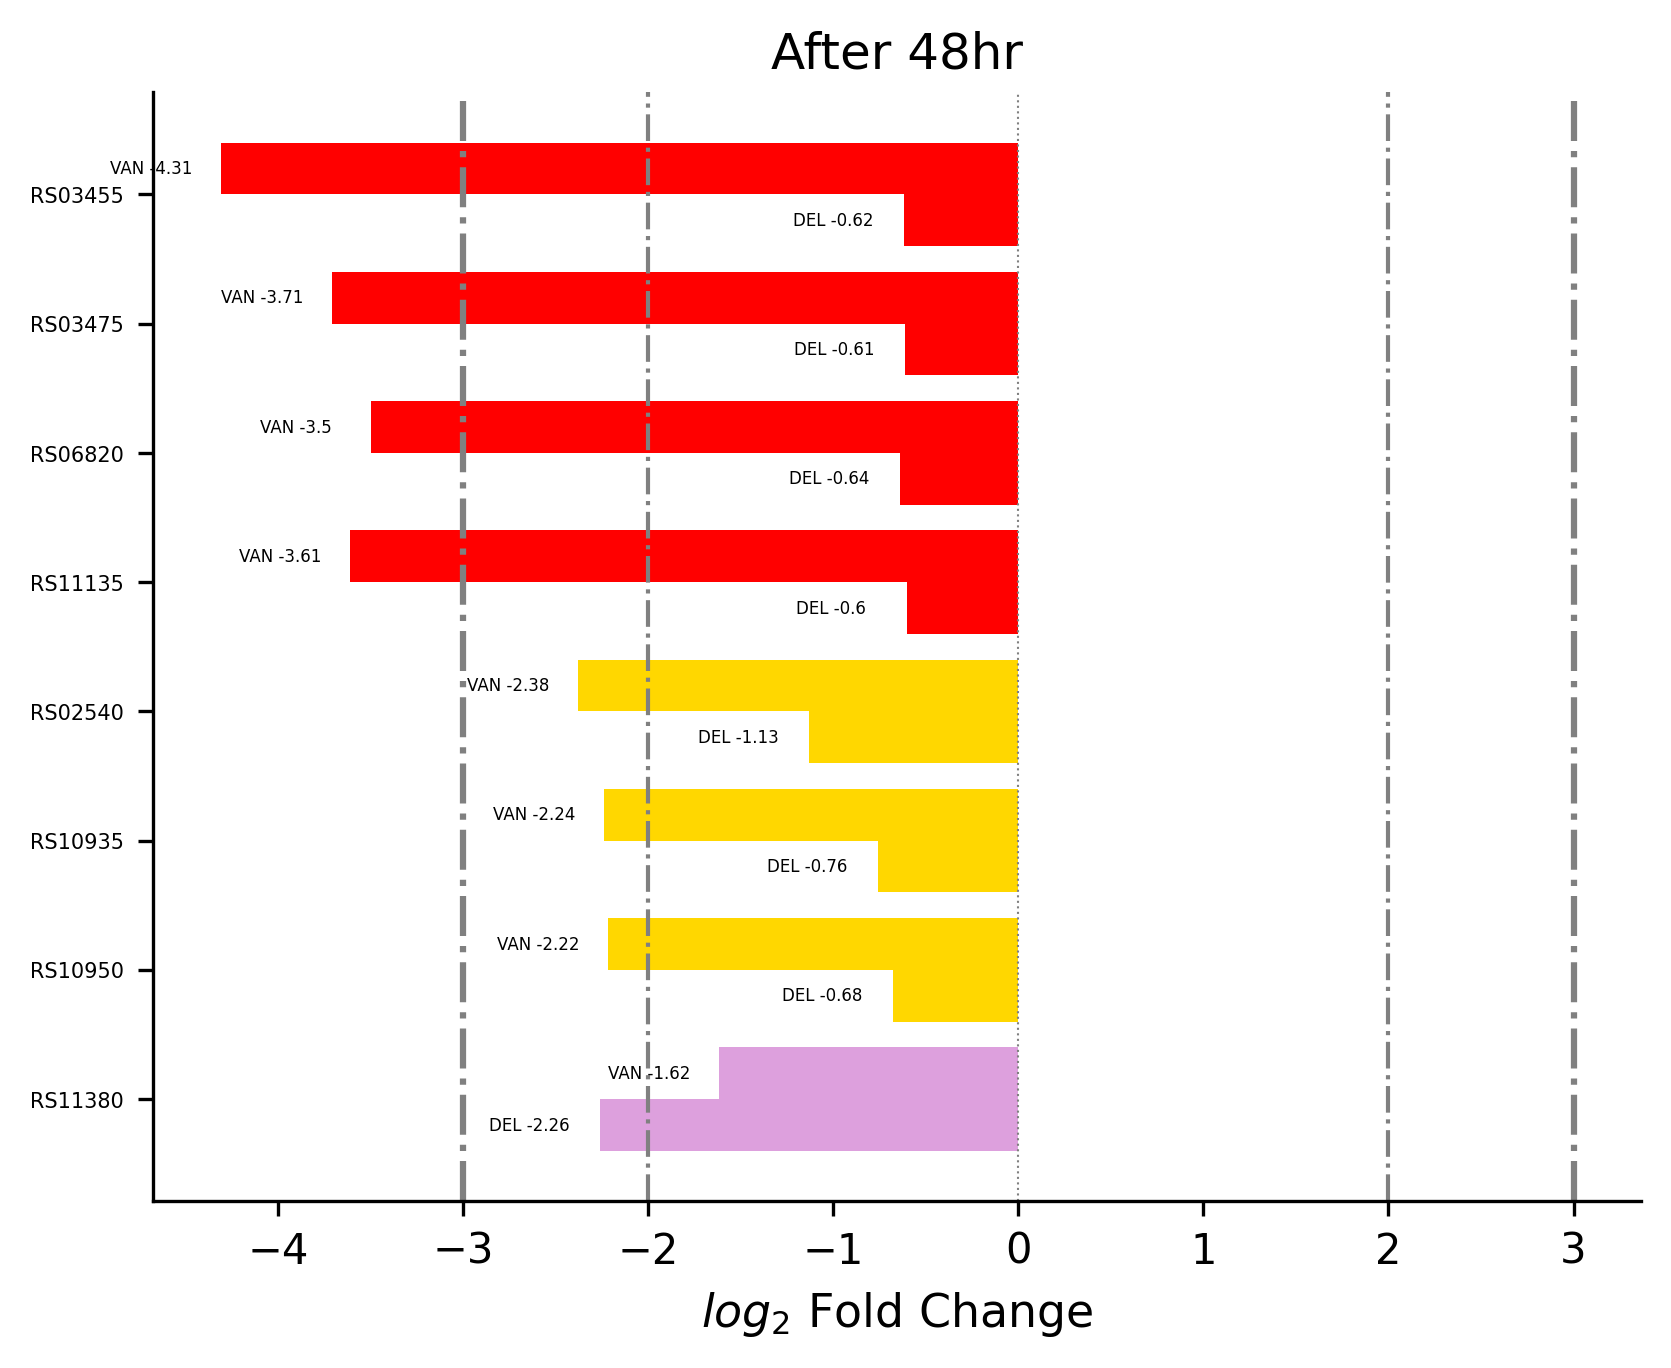 After 48hr
VAN -4.31
RS03455
DEL -0.62
VAN -3.71
RS03475
DEL -0.61
VAN -3.5
RS06820
DEL -0.64
VAN -3.61
RS11135
DEL -0.6
VAN -2.38
RS02540
DEL -1.13
VAN -2.24
RS10935
DEL -0.76
VAN -2.22
RS10950
DEL -0.68
VAN -1.62
RS11380
DEL -2.26
−4 −3 −2 −1 0 1 2 3
log₂ Fold Change